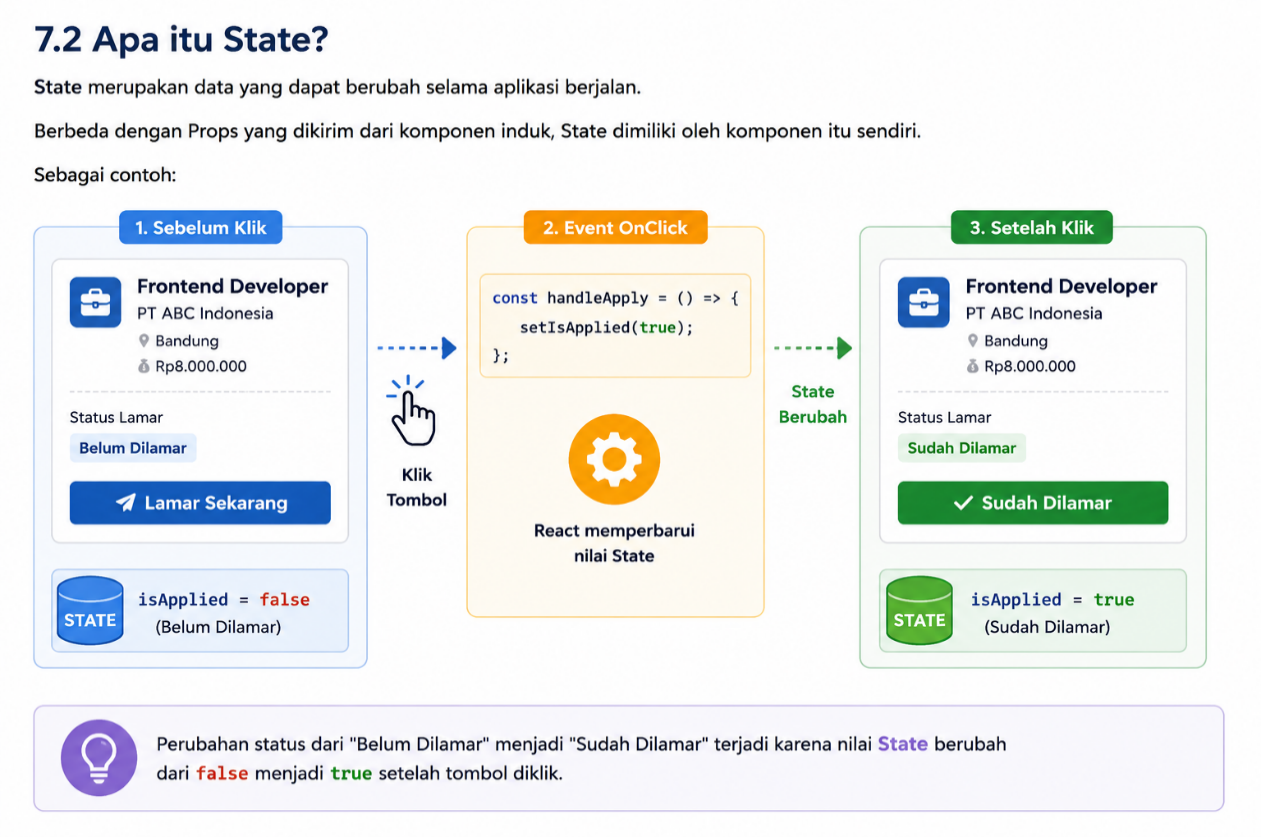 7.2 Apa itu State?
State merupakan data yang dapat berubah selama aplikasi berjalan.
Berbeda dengan Props yang dikirim dari komponen induk, State dimiliki oleh komponen itu sendiri.
Sebagai contoh:
1. Sebelum Klik
Frontend Developer
PT ABC Indonesia
Bandung
Rp8.000.000
Status Lamar
Belum Dilamar
Lamar Sekarang
STATE
isApplied = false
(Belum Dilamar)
Klik
Tombol
2. Event OnClick
const handleApply = () => {
setIsApplied(true);
};
React memperbarui
nilai State
State
Berubah
3. Setelah Klik
Frontend Developer
PT ABC Indonesia
Bandung
Rp8.000.000
Status Lamar
Sudah Dilamar
Sudah Dilamar
STATE
isApplied = true
(Sudah Dilamar)
Perubahan status dari "Belum Dilamar" menjadi "Sudah Dilamar" terjadi karena nilai State berubah
dari false menjadi true setelah tombol diklik.